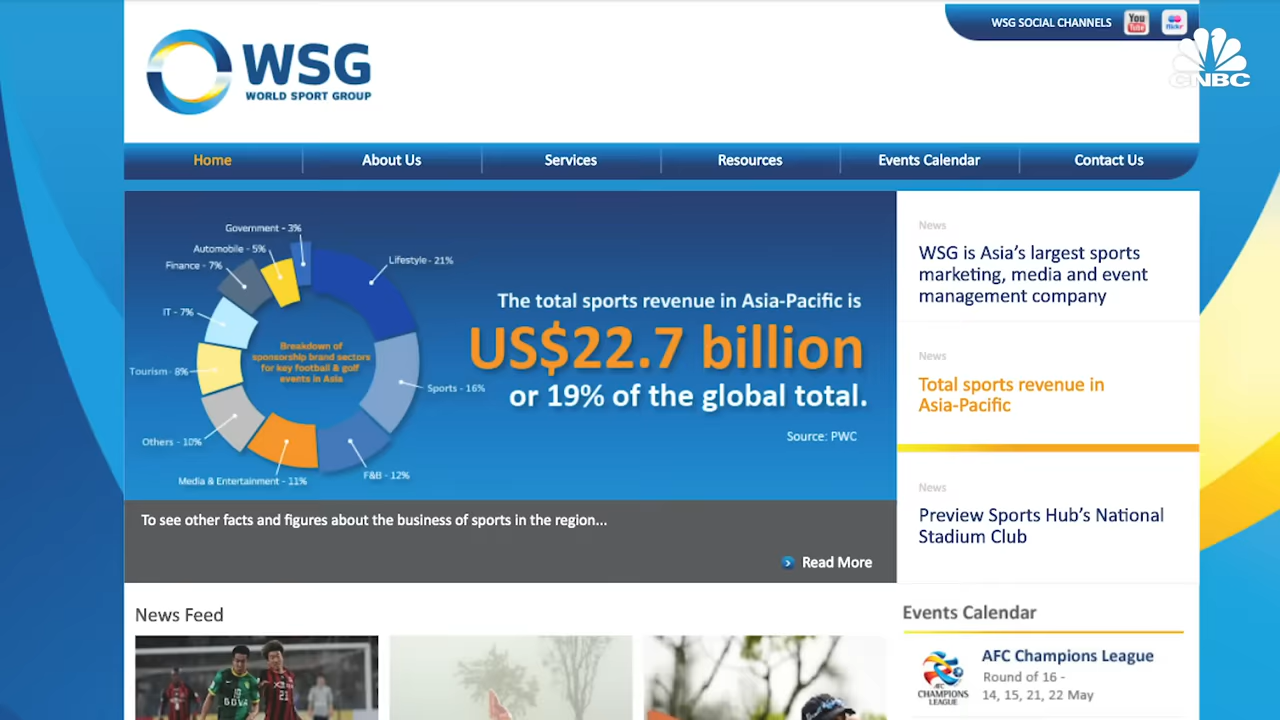 WSG SOCIAL CHANNELS
You
Tube
flickr
CNBC
WSG
WORLD SPORT GROUP
Home
About Us
Services
Resources
Events Calendar
Contact Us
Government - 3%
Automobile - 5%
Finance - 7%
Lifestyle - 21%
IT - 7%
Tourism - 8%
Sports - 16%
Others - 10%
Media & Entertainment - 11%
F&B - 12%
Breakdown of
sponsorship brand sectors
for key football & golf
events in Asia
The total sports revenue in Asia-Pacific is
US$22.7 billion
or 19% of the global total.
Source: PWC
To see other facts and figures about the business of sports in the region...
Read More
News
WSG is Asia's largest sports
marketing, media and event
management company
News
Total sports revenue in
Asia-Pacific
News
Preview Sports Hub's National
Stadium Club
News Feed
21
Events Calendar
AFC
CHAMPIONS
LEAGUE
AFC Champions League
Round of 16 -
14, 15, 21, 22 May